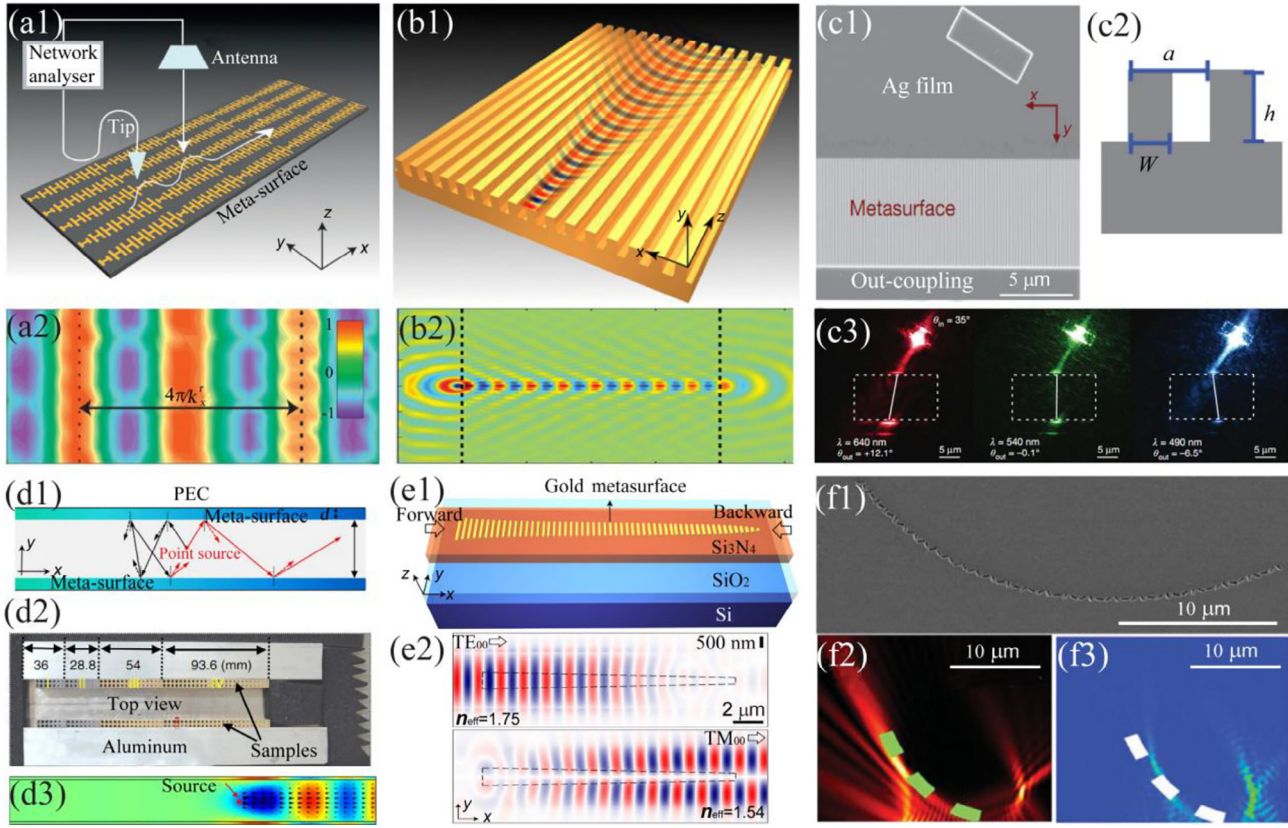 (a1)
Network
analyser
Antenna
Tip
Meta-surface
z
y
x
(b1)
y
z
x
(c1)
Ag film
x
y
Metasurface
Out-coupling
5 μm
(c2)
a
h
W
(a2)
1
0
-1
4π/kʳₓ
(b2)
(c3)
θin = 35°
λ = 640 nm
θout = +12.1°
5 μm
λ = 540 nm
θout = −0.1°
5 μm
λ = 490 nm
θout = −6.5°
5 μm
(d1)
PEC
Meta-surface
d
Point source
y
x
Meta-surface
(d2)
36
28.8
54
93.6 (mm)
Top view
Samples
Aluminum
(d3)
Source
(e1)
Gold metasurface
Forward
Backward
Si₃N₄
SiO₂
Si
z
y
x
(e2)
TE₀₀
500 nm
neff=1.75
2 μm
TM₀₀
y
x
neff=1.54
(f1)
10 μm
(f2)
10 μm
(f3)
10 μm